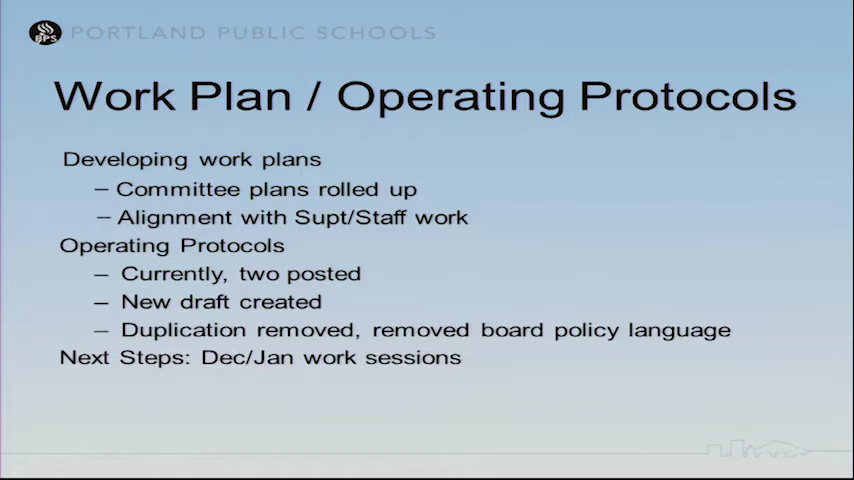 PORTLAND PUBLIC SCHOOLS
Work Plan / Operating Protocols
Developing work plans
– Committee plans rolled up
– Alignment with Supt/Staff work
Operating Protocols
– Currently, two posted
– New draft created
– Duplication removed, removed board policy language
Next Steps: Dec/Jan work sessions